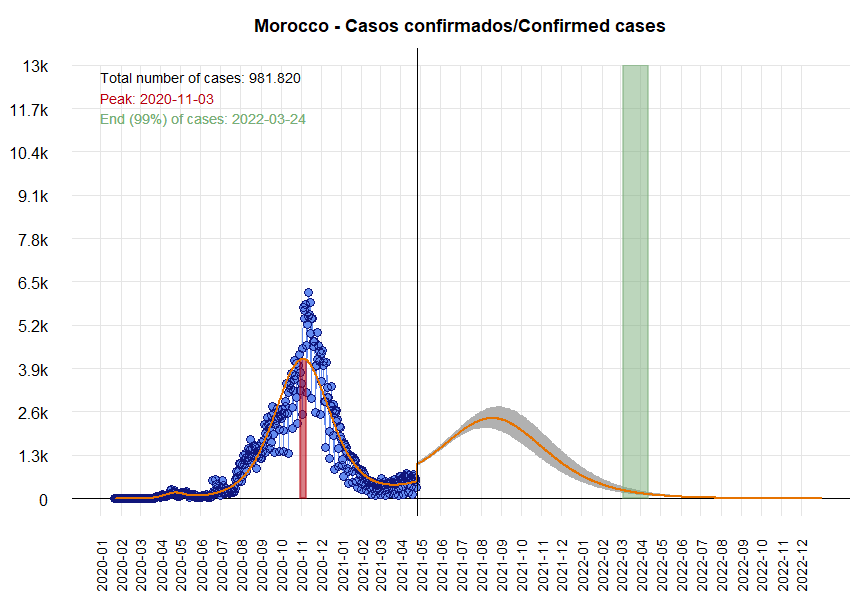 Morocco - Casos confirmados/Confirmed cases
13k
11.7k
10.4k
9.1k
7.8k
6.5k
5.2k
3.9k
2.6k
1.3k
0
Total number of cases: 981.820
Peak: 2020-11-03
End (99%) of cases: 2022-03-24
2020-01
2020-02
2020-03
2020-04
2020-05
2020-06
2020-07
2020-08
2020-09
2020-10
2020-11
2020-12
2021-01
2021-02
2021-03
2021-04
2021-05
2021-06
2021-07
2021-08
2021-09
2021-10
2021-11
2021-12
2022-01
2022-02
2022-03
2022-04
2022-05
2022-06
2022-07
2022-08
2022-09
2022-10
2022-11
2022-12